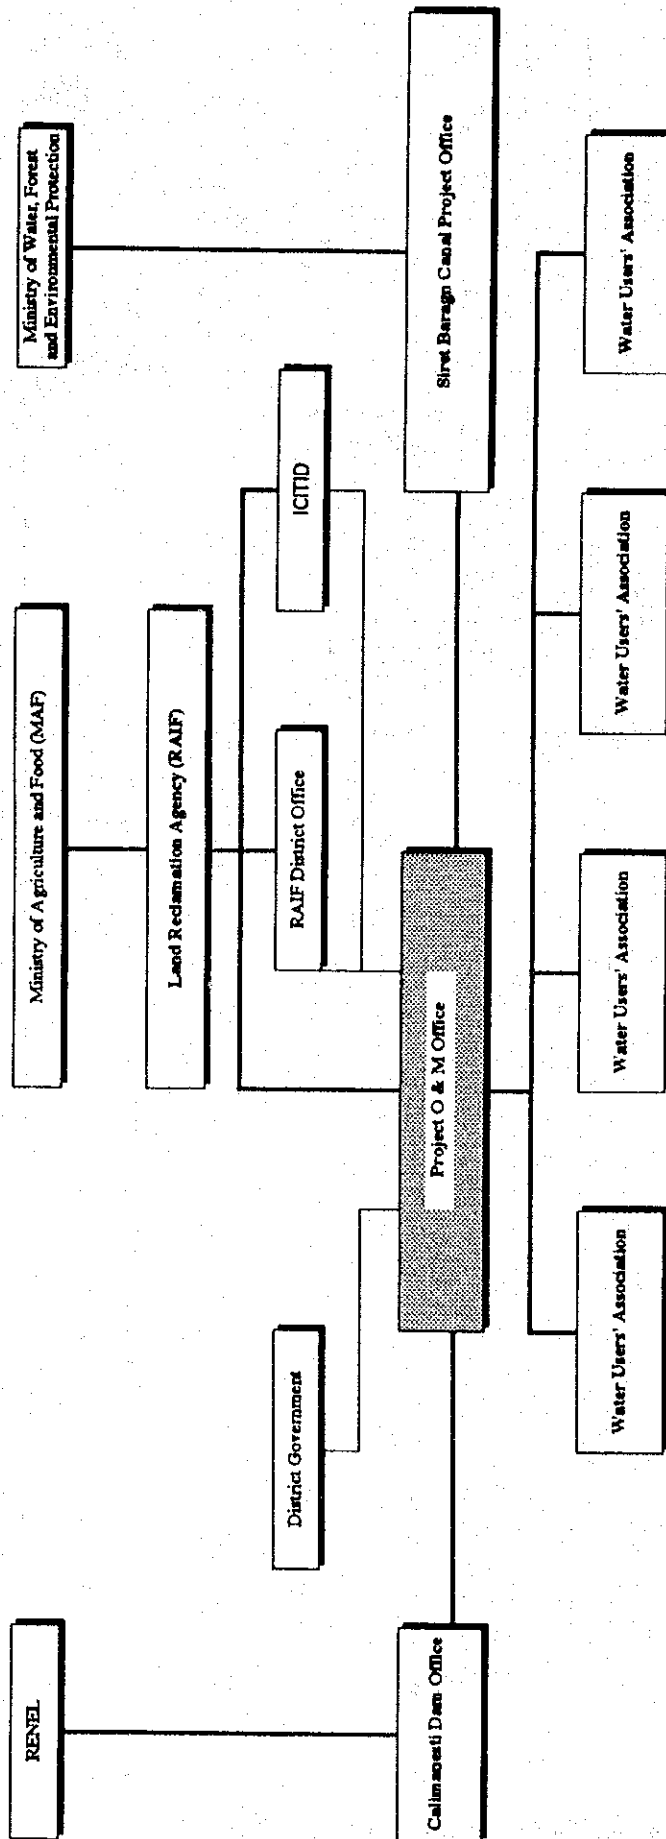 RENEL
Ministry of Agriculture and Food (MAF)
Ministry of Water, Forest
and Environmental Protection
Land Reclamation Agency (RAIF)
District Government
RAIF District Office
ICITID
Calimanesti Dam Office
Project O & M Office
Siret Baragn Canal Project Office
Water Users' Association
Water Users' Association
Water Users' Association
Water Users' Association